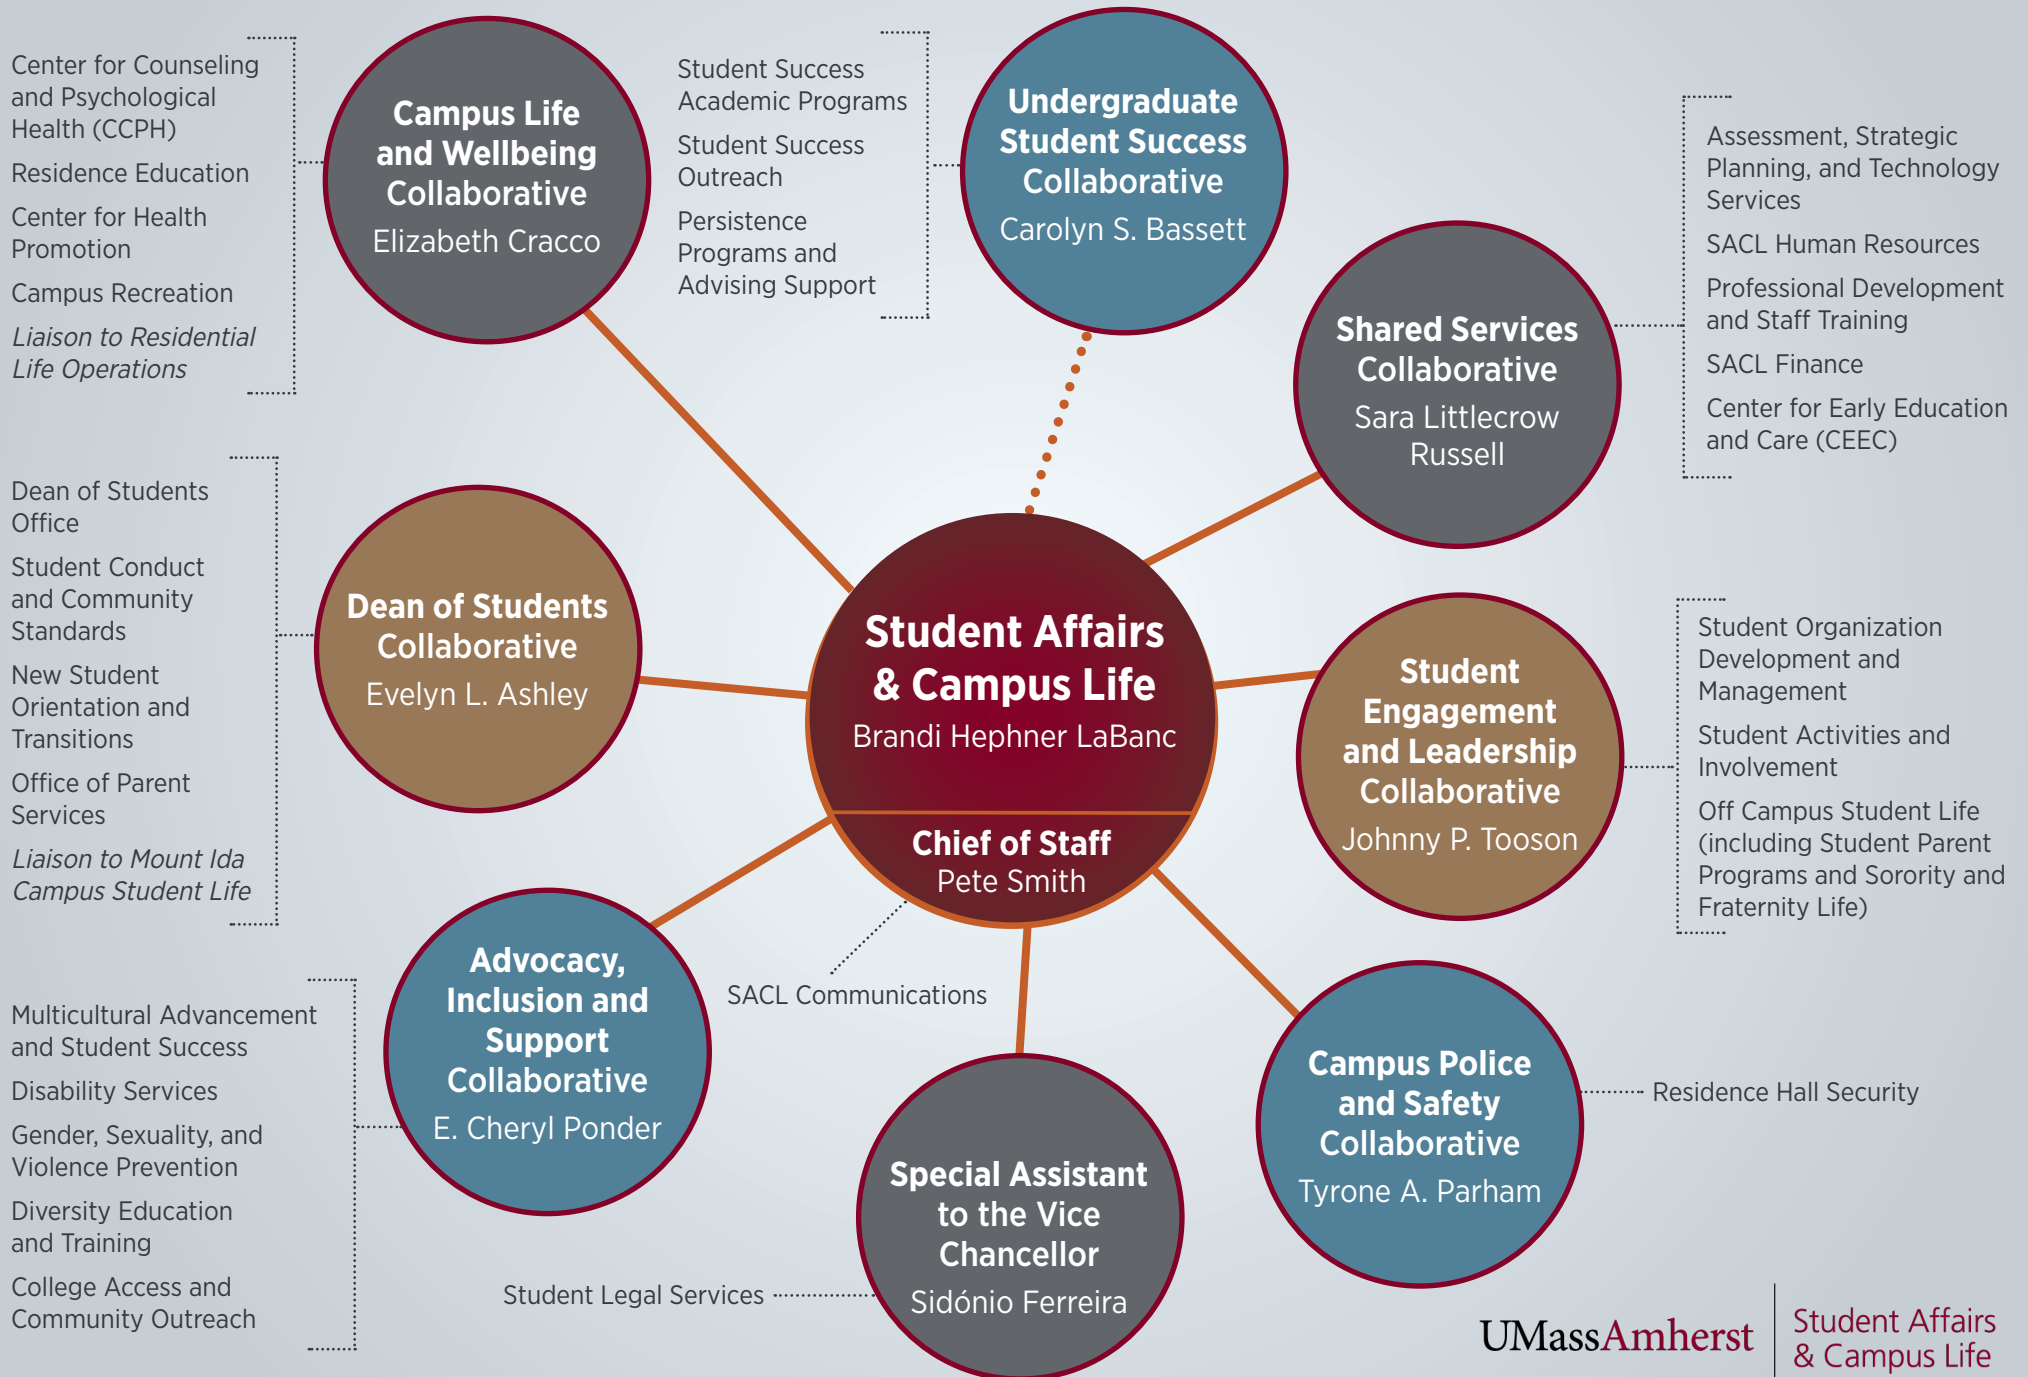 Center for Counseling
and Psychological
Health (CCPH)
Residence Education
Center for Health
Promotion
Campus Recreation
Liaison to Residential
Life Operations
Campus Life
and Wellbeing
Collaborative
Elizabeth Cracco
Student Success
Academic Programs
Student Success
Outreach
Persistence
Programs and
Advising Support
Undergraduate
Student Success
Collaborative
Carolyn S. Bassett
Shared Services
Collaborative
Sara Littlecrow
Russell
Assessment, Strategic
Planning, and Technology
Services
SACL Human Resources
Professional Development
and Staff Training
SACL Finance
Center for Early Education
and Care (CEEC)
Dean of Students
Office
Student Conduct
and Community
Standards
New Student
Orientation and
Transitions
Office of Parent
Services
Liaison to Mount Ida
Campus Student Life
Dean of Students
Collaborative
Evelyn L. Ashley
Student Affairs
& Campus Life
Brandi Hephner LaBanc
Chief of Staff
Pete Smith
SACL Communications
Student
Engagement
and Leadership
Collaborative
Johnny P. Tooson
Student Organization
Development and
Management
Student Activities and
Involvement
Off Campus Student Life
(including Student Parent
Programs and Sorority and
Fraternity Life)
Multicultural Advancement
and Student Success
Disability Services
Gender, Sexuality, and
Violence Prevention
Diversity Education
and Training
College Access and
Community Outreach
Advocacy,
Inclusion and
Support
Collaborative
E. Cheryl Ponder
Student Legal Services
Special Assistant
to the Vice
Chancellor
Sidónio Ferreira
Campus Police
and Safety
Collaborative
Tyrone A. Parham
Residence Hall Security
UMassAmherst
Student Affairs
& Campus Life